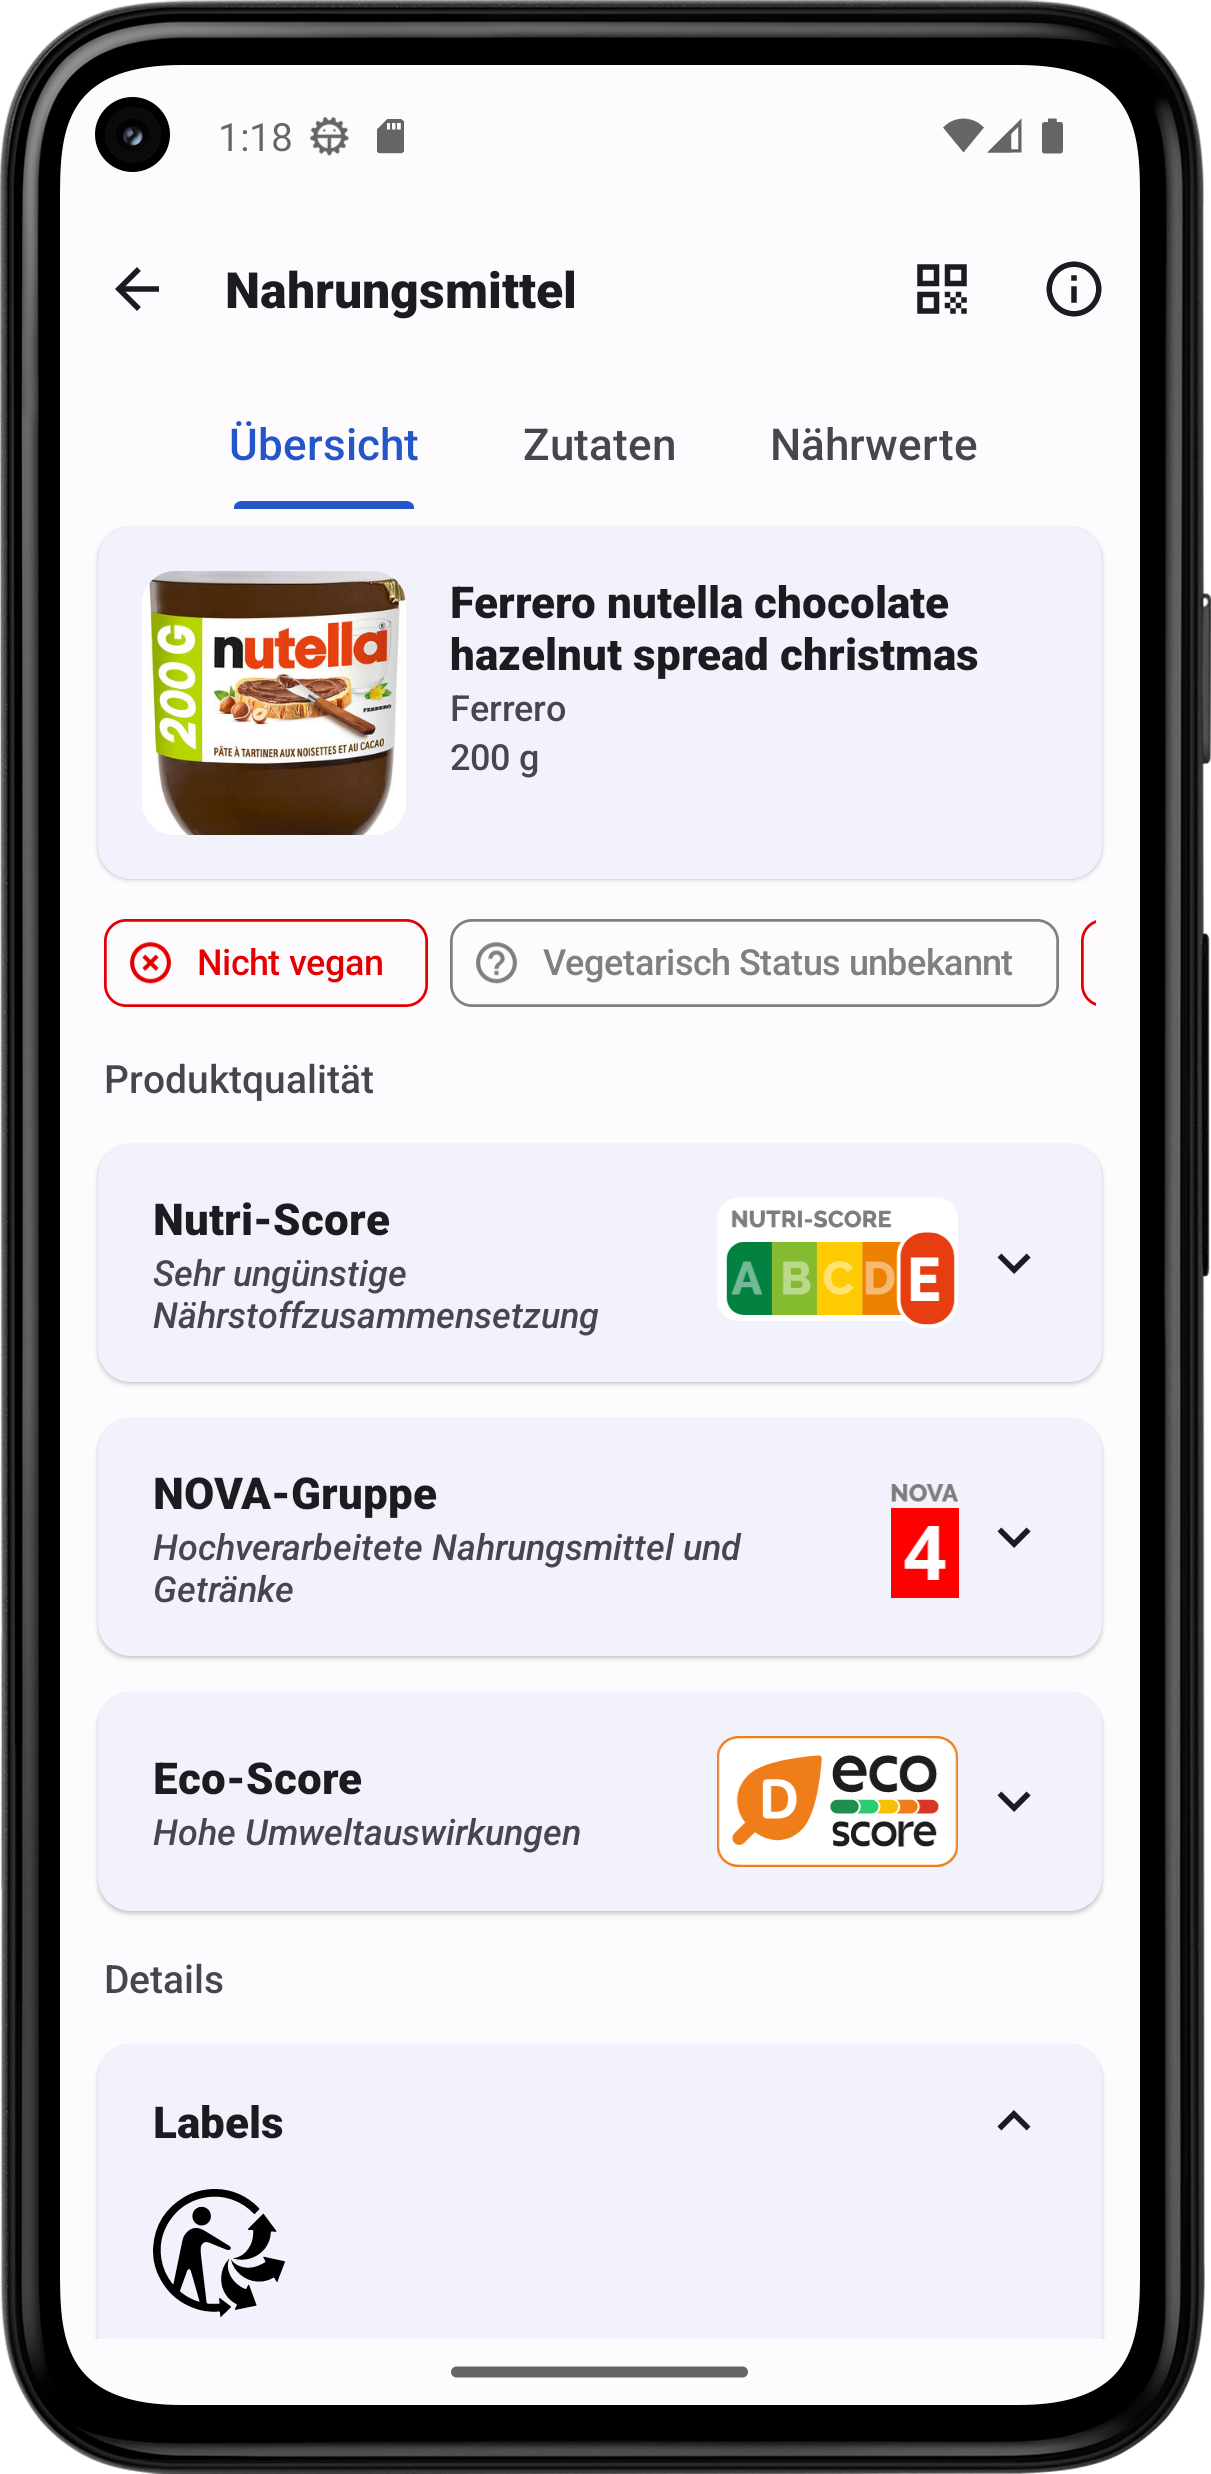 1:18
Nahrungsmittel
Übersicht Zutaten Nährwerte
200 G
nutella
FERRERO
PÂTE À TARTINER AUX NOISETTES ET AU CACAO
Ferrero nutella chocolate
hazelnut spread christmas
Ferrero
200 g
Nicht vegan Vegetarisch Status unbekannt
Produktqualität
Nutri-Score
Sehr ungünstige
Nährstoffzusammensetzung
NUTRI-SCORE
A B C D E
NOVA-Gruppe
Hochverarbeitete Nahrungsmittel und
Getränke
NOVA
4
Eco-Score
Hohe Umweltauswirkungen
D
eco
score
Details
Labels